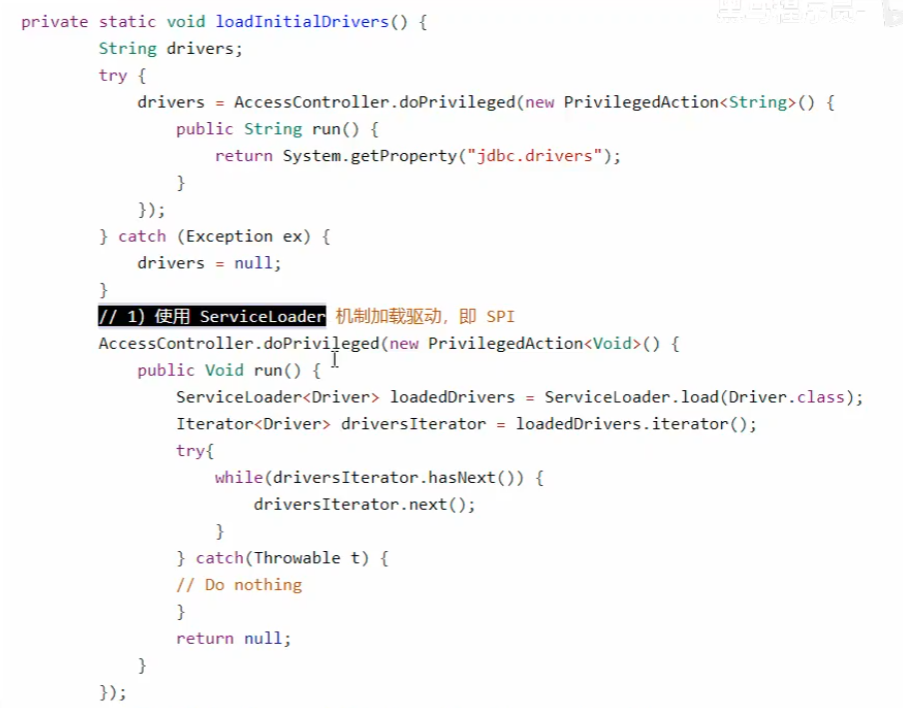 private static void loadInitialDrivers() {
String drivers;
try {
drivers = AccessController.doPrivileged(new PrivilegedAction<String>() {
public String run() {
return System.getProperty("jdbc.drivers");
}
});
} catch (Exception ex) {
drivers = null;
}
// 1) 使用 ServiceLoader 机制加载驱动，即 SPI
AccessController.doPrivileged(new PrivilegedAction<Void>() {
public Void run() {
ServiceLoader<Driver> loadedDrivers = ServiceLoader.load(Driver.class);
Iterator<Driver> driversIterator = loadedDrivers.iterator();
try{
while(driversIterator.hasNext()) {
driversIterator.next();
}
} catch(Throwable t) {
// Do nothing
}
return null;
}
});